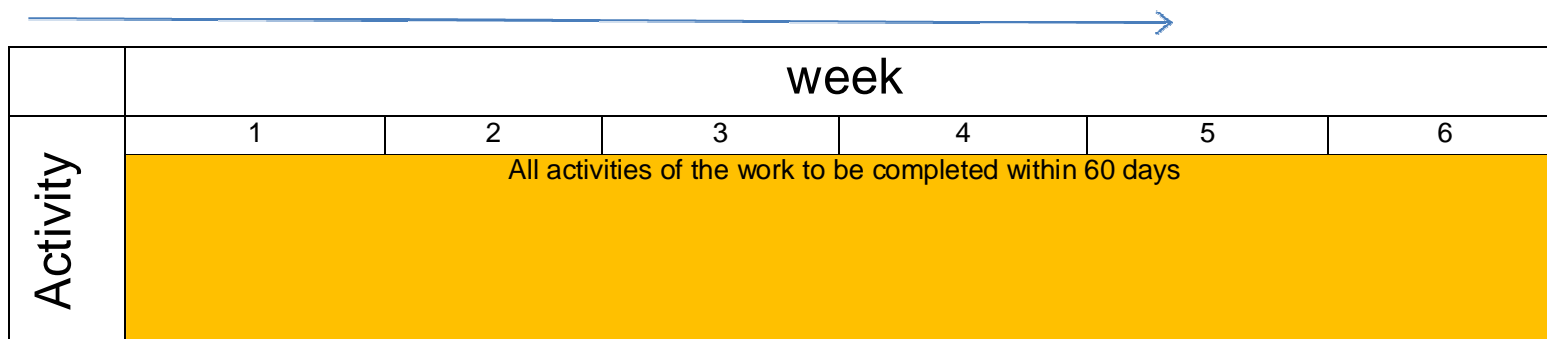 week
1 2 3 4 5 6
Activity
All activities of the work to be completed within 60 days